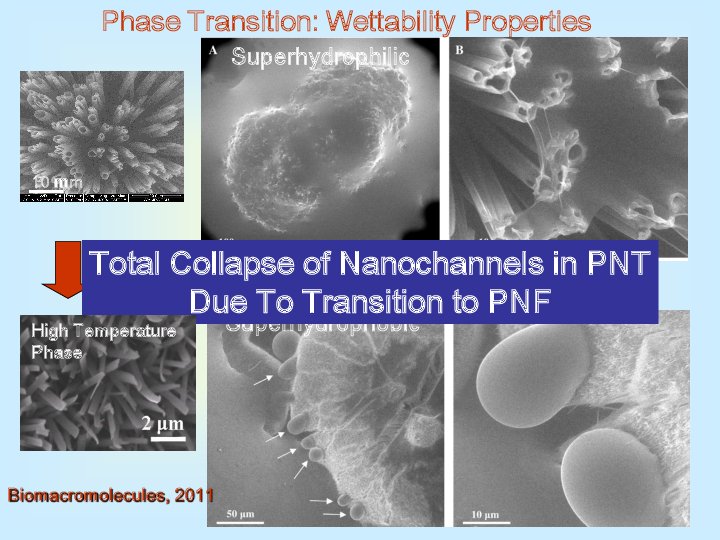 Phase Transition: Wettability Properties
A
Superhydrophilic
B
10 mm
Total Collapse of Nanochannels in PNT
Due To Transition to PNF
High Temperature
Phase
2 µm
Superhydrophobic
50 µm
10 µm
Biomacromolecules, 2011